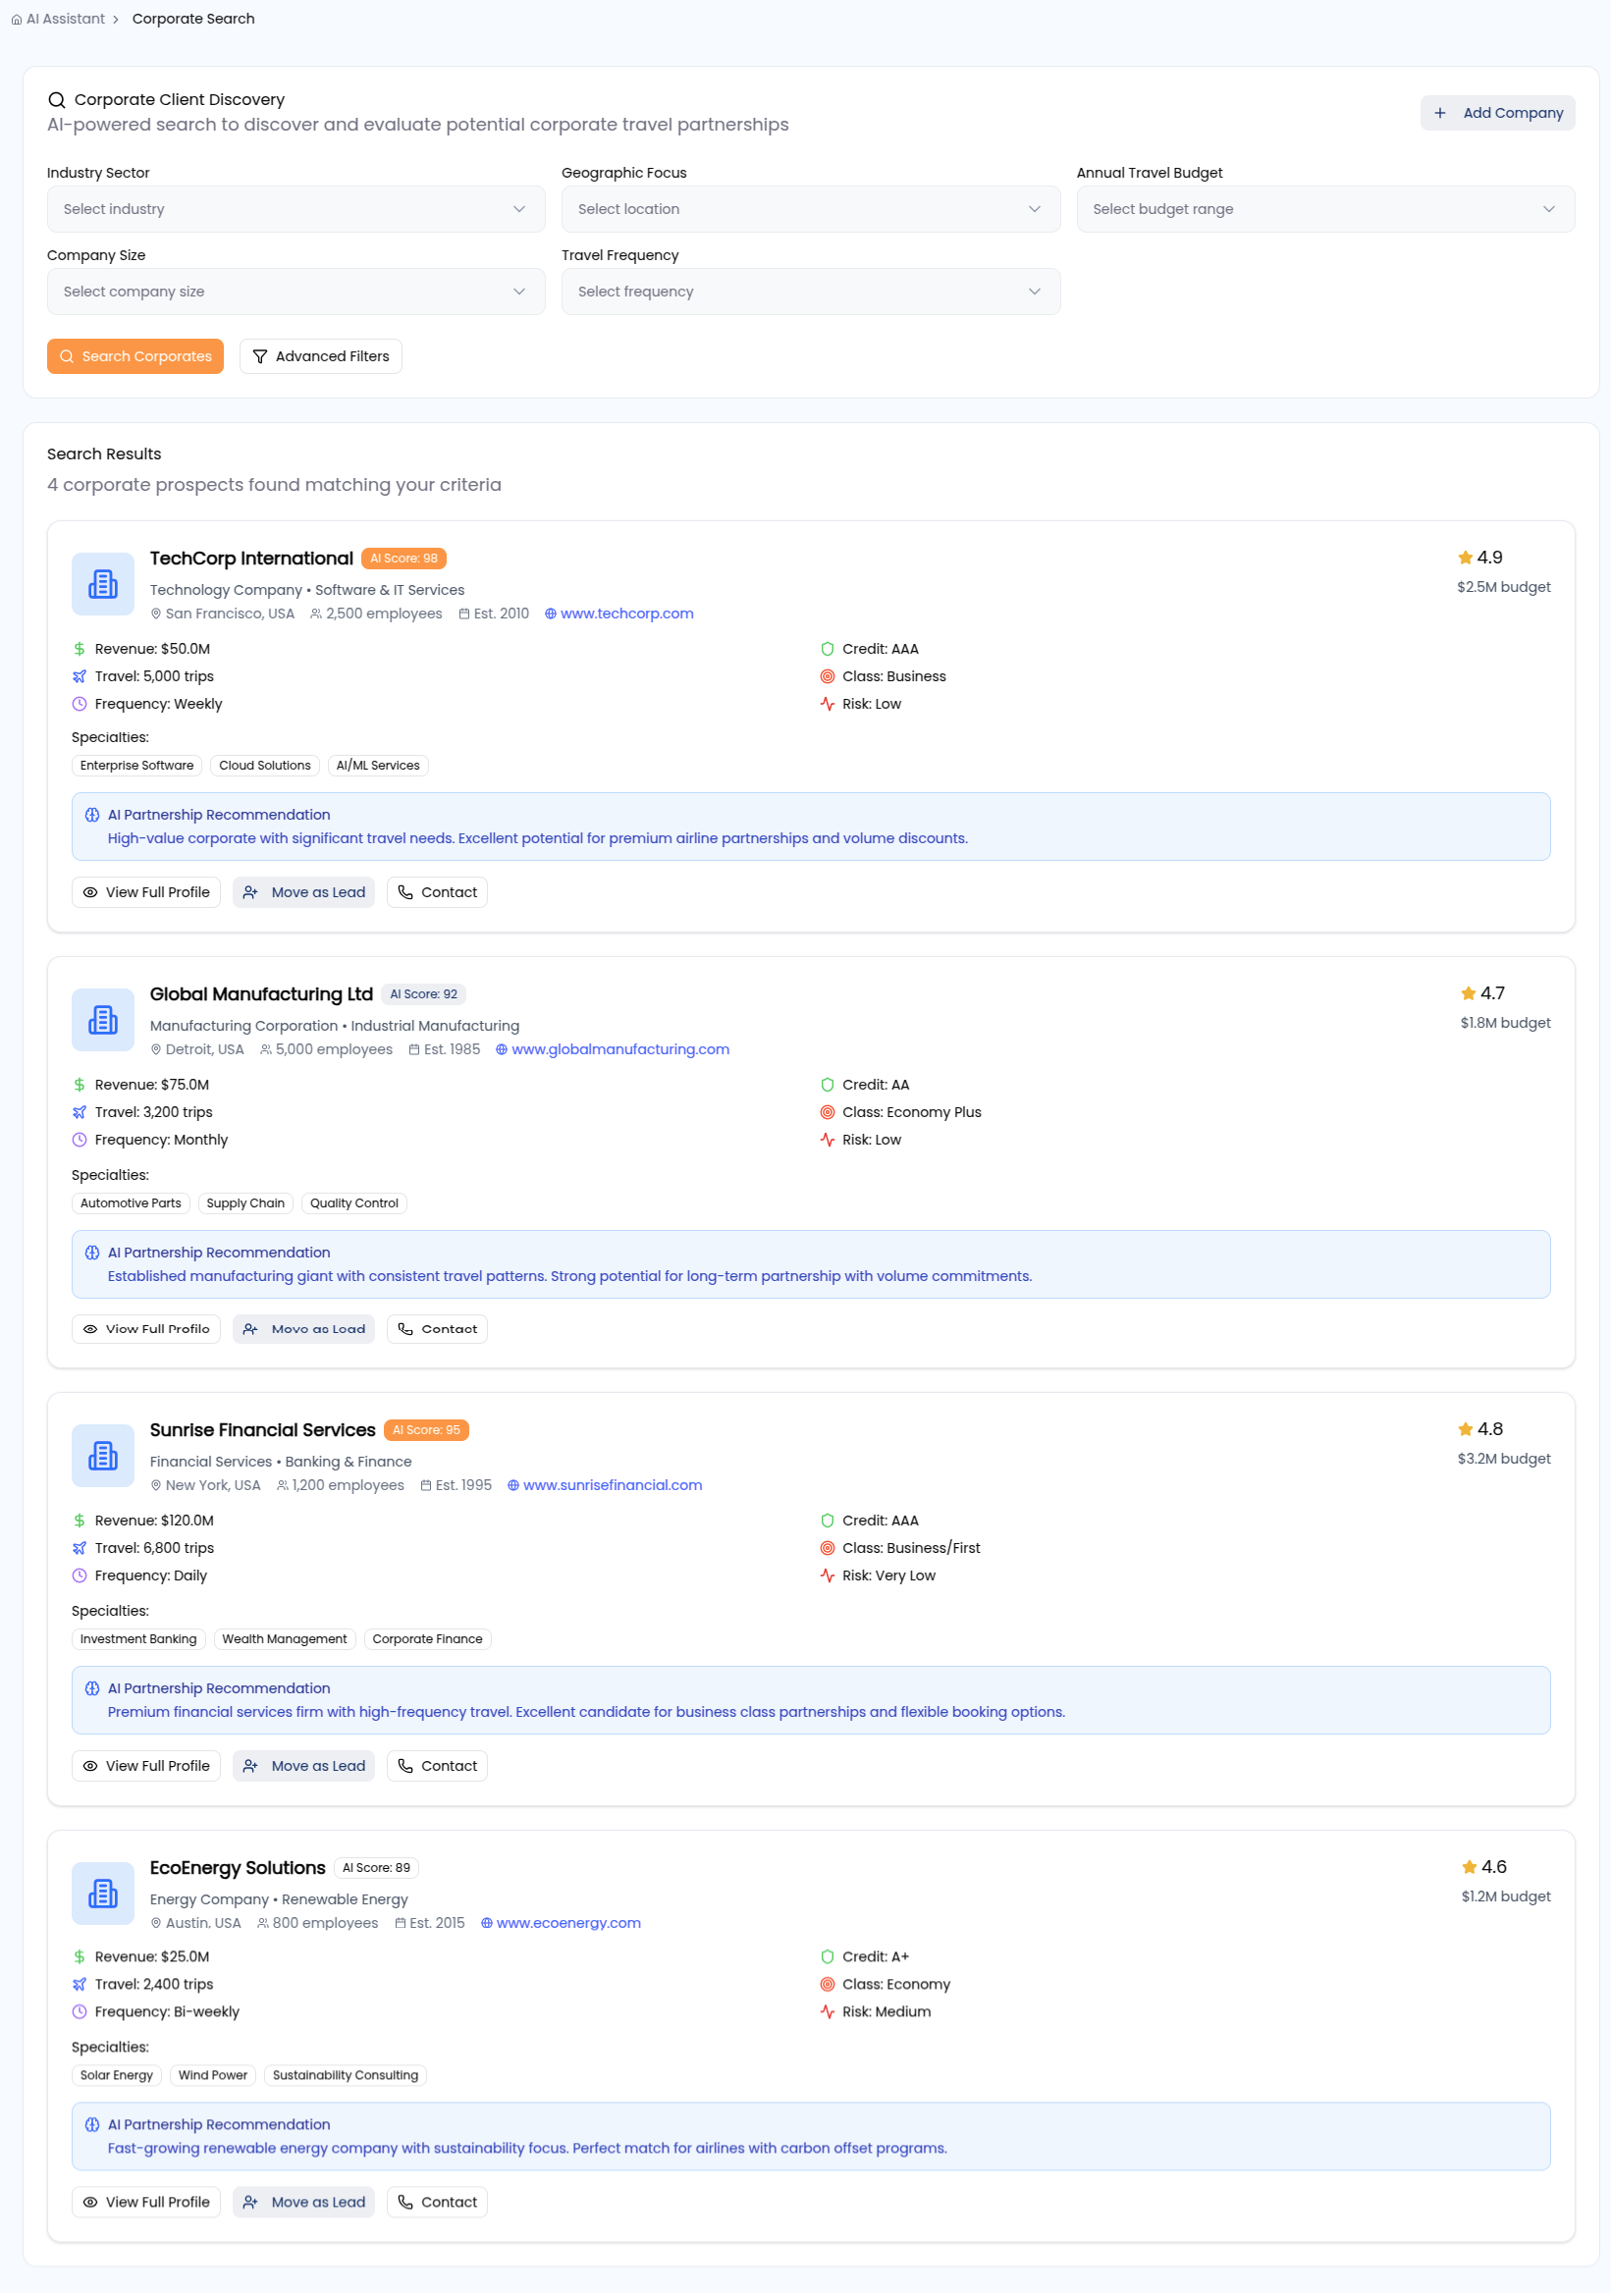 AI Assistant > Corporate Search
Corporate Client Discovery
AI-powered search to discover and evaluate potential corporate travel partnerships
Add Company
Industry Sector
Select industry
Geographic Focus
Select location
Annual Travel Budget
Select budget range
Company Size
Select company size
Travel Frequency
Select frequency
Search Corporates
Advanced Filters
Search Results
4 corporate prospects found matching your criteria
TechCorp International AI Score: 98
4.9
Technology Company • Software & IT Services
$2.5M budget
San Francisco, USA 2,500 employees Est. 2010 www.techcorp.com
Revenue: $50.0M
Credit: AAA
Travel: 5,000 trips
Class: Business
Frequency: Weekly
Risk: Low
Specialties:
Enterprise Software Cloud Solutions AI/ML Services
AI Partnership Recommendation
High-value corporate with significant travel needs. Excellent potential for premium airline partnerships and volume discounts.
View Full Profile Move as Lead Contact
Global Manufacturing Ltd AI Score: 92
4.7
Manufacturing Corporation • Industrial Manufacturing
$1.8M budget
Detroit, USA 5,000 employees Est. 1985 www.globalmanufacturing.com
Revenue: $75.0M
Credit: AA
Travel: 3,200 trips
Class: Economy Plus
Frequency: Monthly
Risk: Low
Specialties:
Automotive Parts Supply Chain Quality Control
AI Partnership Recommendation
Established manufacturing giant with consistent travel patterns. Strong potential for long-term partnership with volume commitments.
View Full Profile Move as Lead Contact
Sunrise Financial Services AI Score: 95
4.8
Financial Services • Banking & Finance
$3.2M budget
New York, USA 1,200 employees Est. 1995 www.sunrisefinancial.com
Revenue: $120.0M
Credit: AAA
Travel: 6,800 trips
Class: Business/First
Frequency: Daily
Risk: Very Low
Specialties:
Investment Banking Wealth Management Corporate Finance
AI Partnership Recommendation
Premium financial services firm with high-frequency travel. Excellent candidate for business class partnerships and flexible booking options.
View Full Profile Move as Lead Contact
EcoEnergy Solutions AI Score: 89
4.6
Energy Company • Renewable Energy
$1.2M budget
Austin, USA 800 employees Est. 2015 www.ecoenergy.com
Revenue: $25.0M
Credit: A+
Travel: 2,400 trips
Class: Economy
Frequency: Bi-weekly
Risk: Medium
Specialties:
Solar Energy Wind Power Sustainability Consulting
AI Partnership Recommendation
Fast-growing renewable energy company with sustainability focus. Perfect match for airlines with carbon offset programs.
View Full Profile Move as Lead Contact